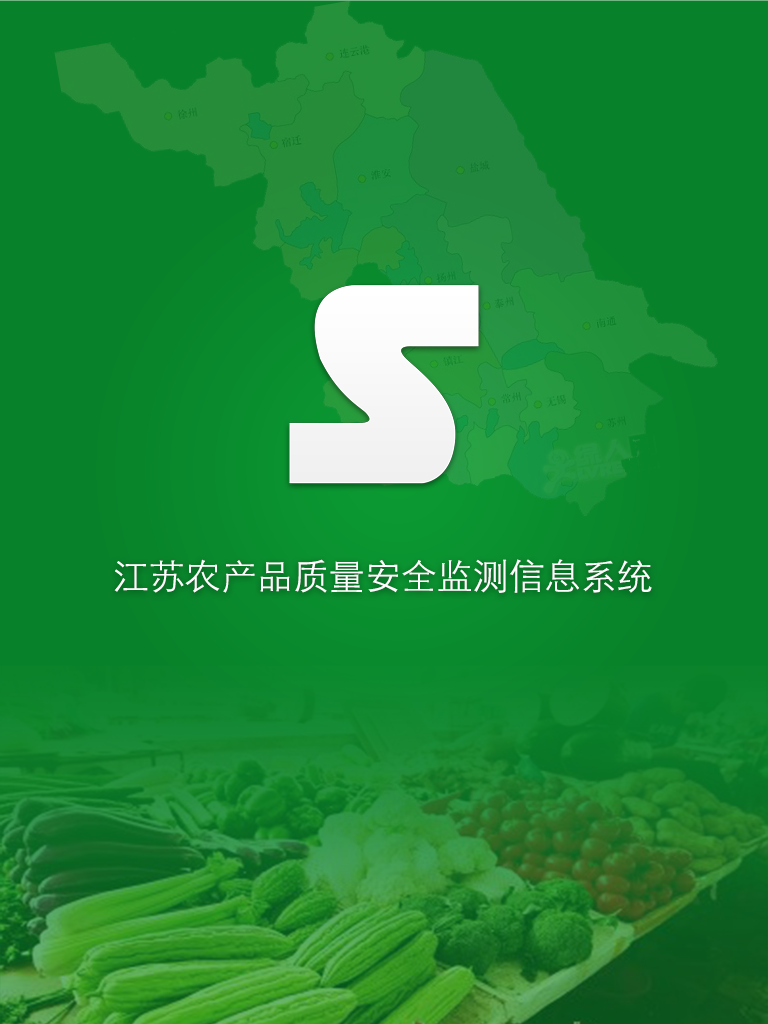 连云港
徐州
宿迁
淮安
盐城
扬州
泰州
南通
镇江
常州
无锡
苏州
S
江苏农产品质量安全监测信息系统